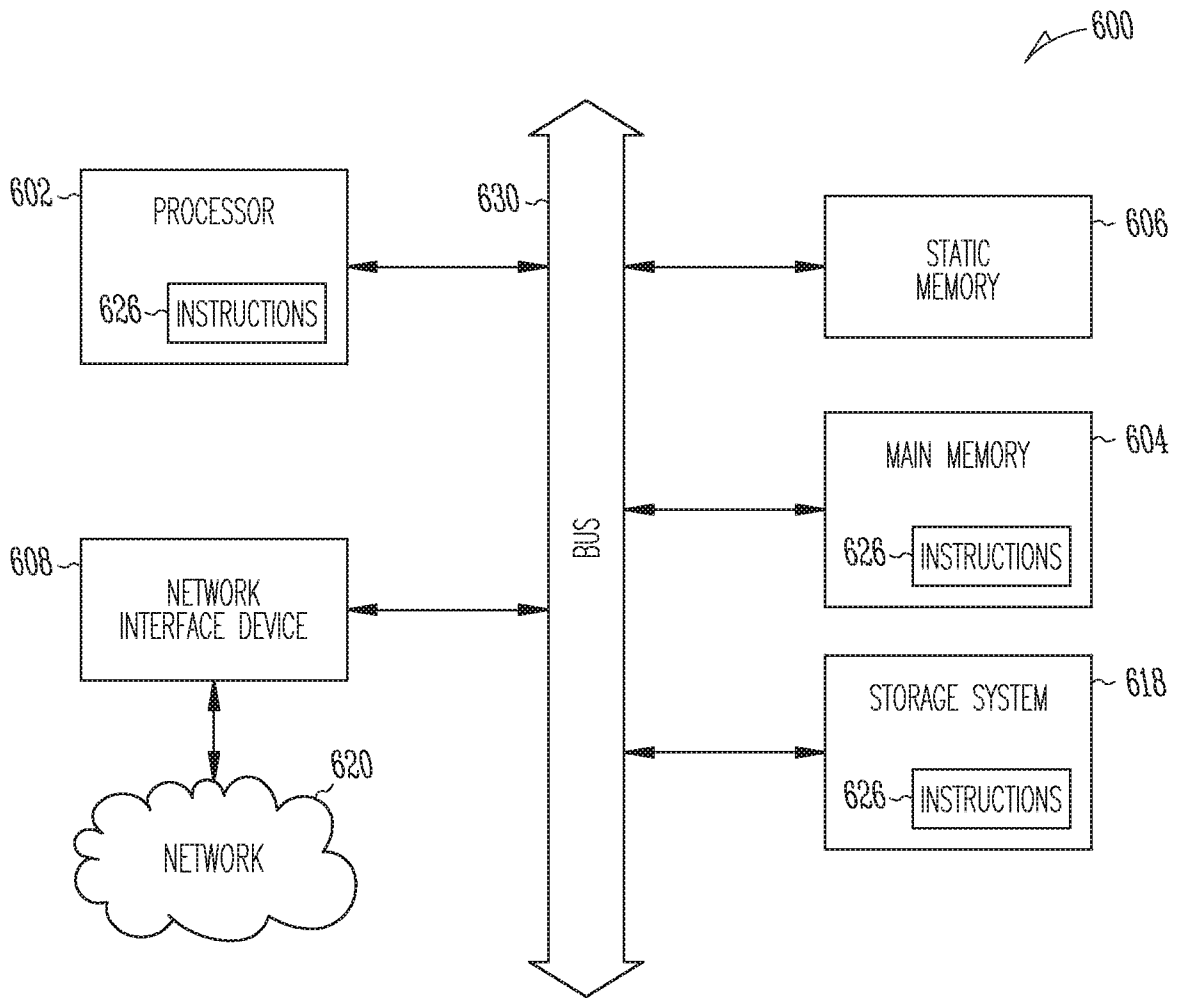 600
602
PROCESSOR
626
INSTRUCTIONS
630
BUS
606
STATIC
MEMORY
604
MAIN MEMORY
626
INSTRUCTIONS
608
NETWORK
INTERFACE DEVICE
618
STORAGE SYSTEM
626
INSTRUCTIONS
620
NETWORK